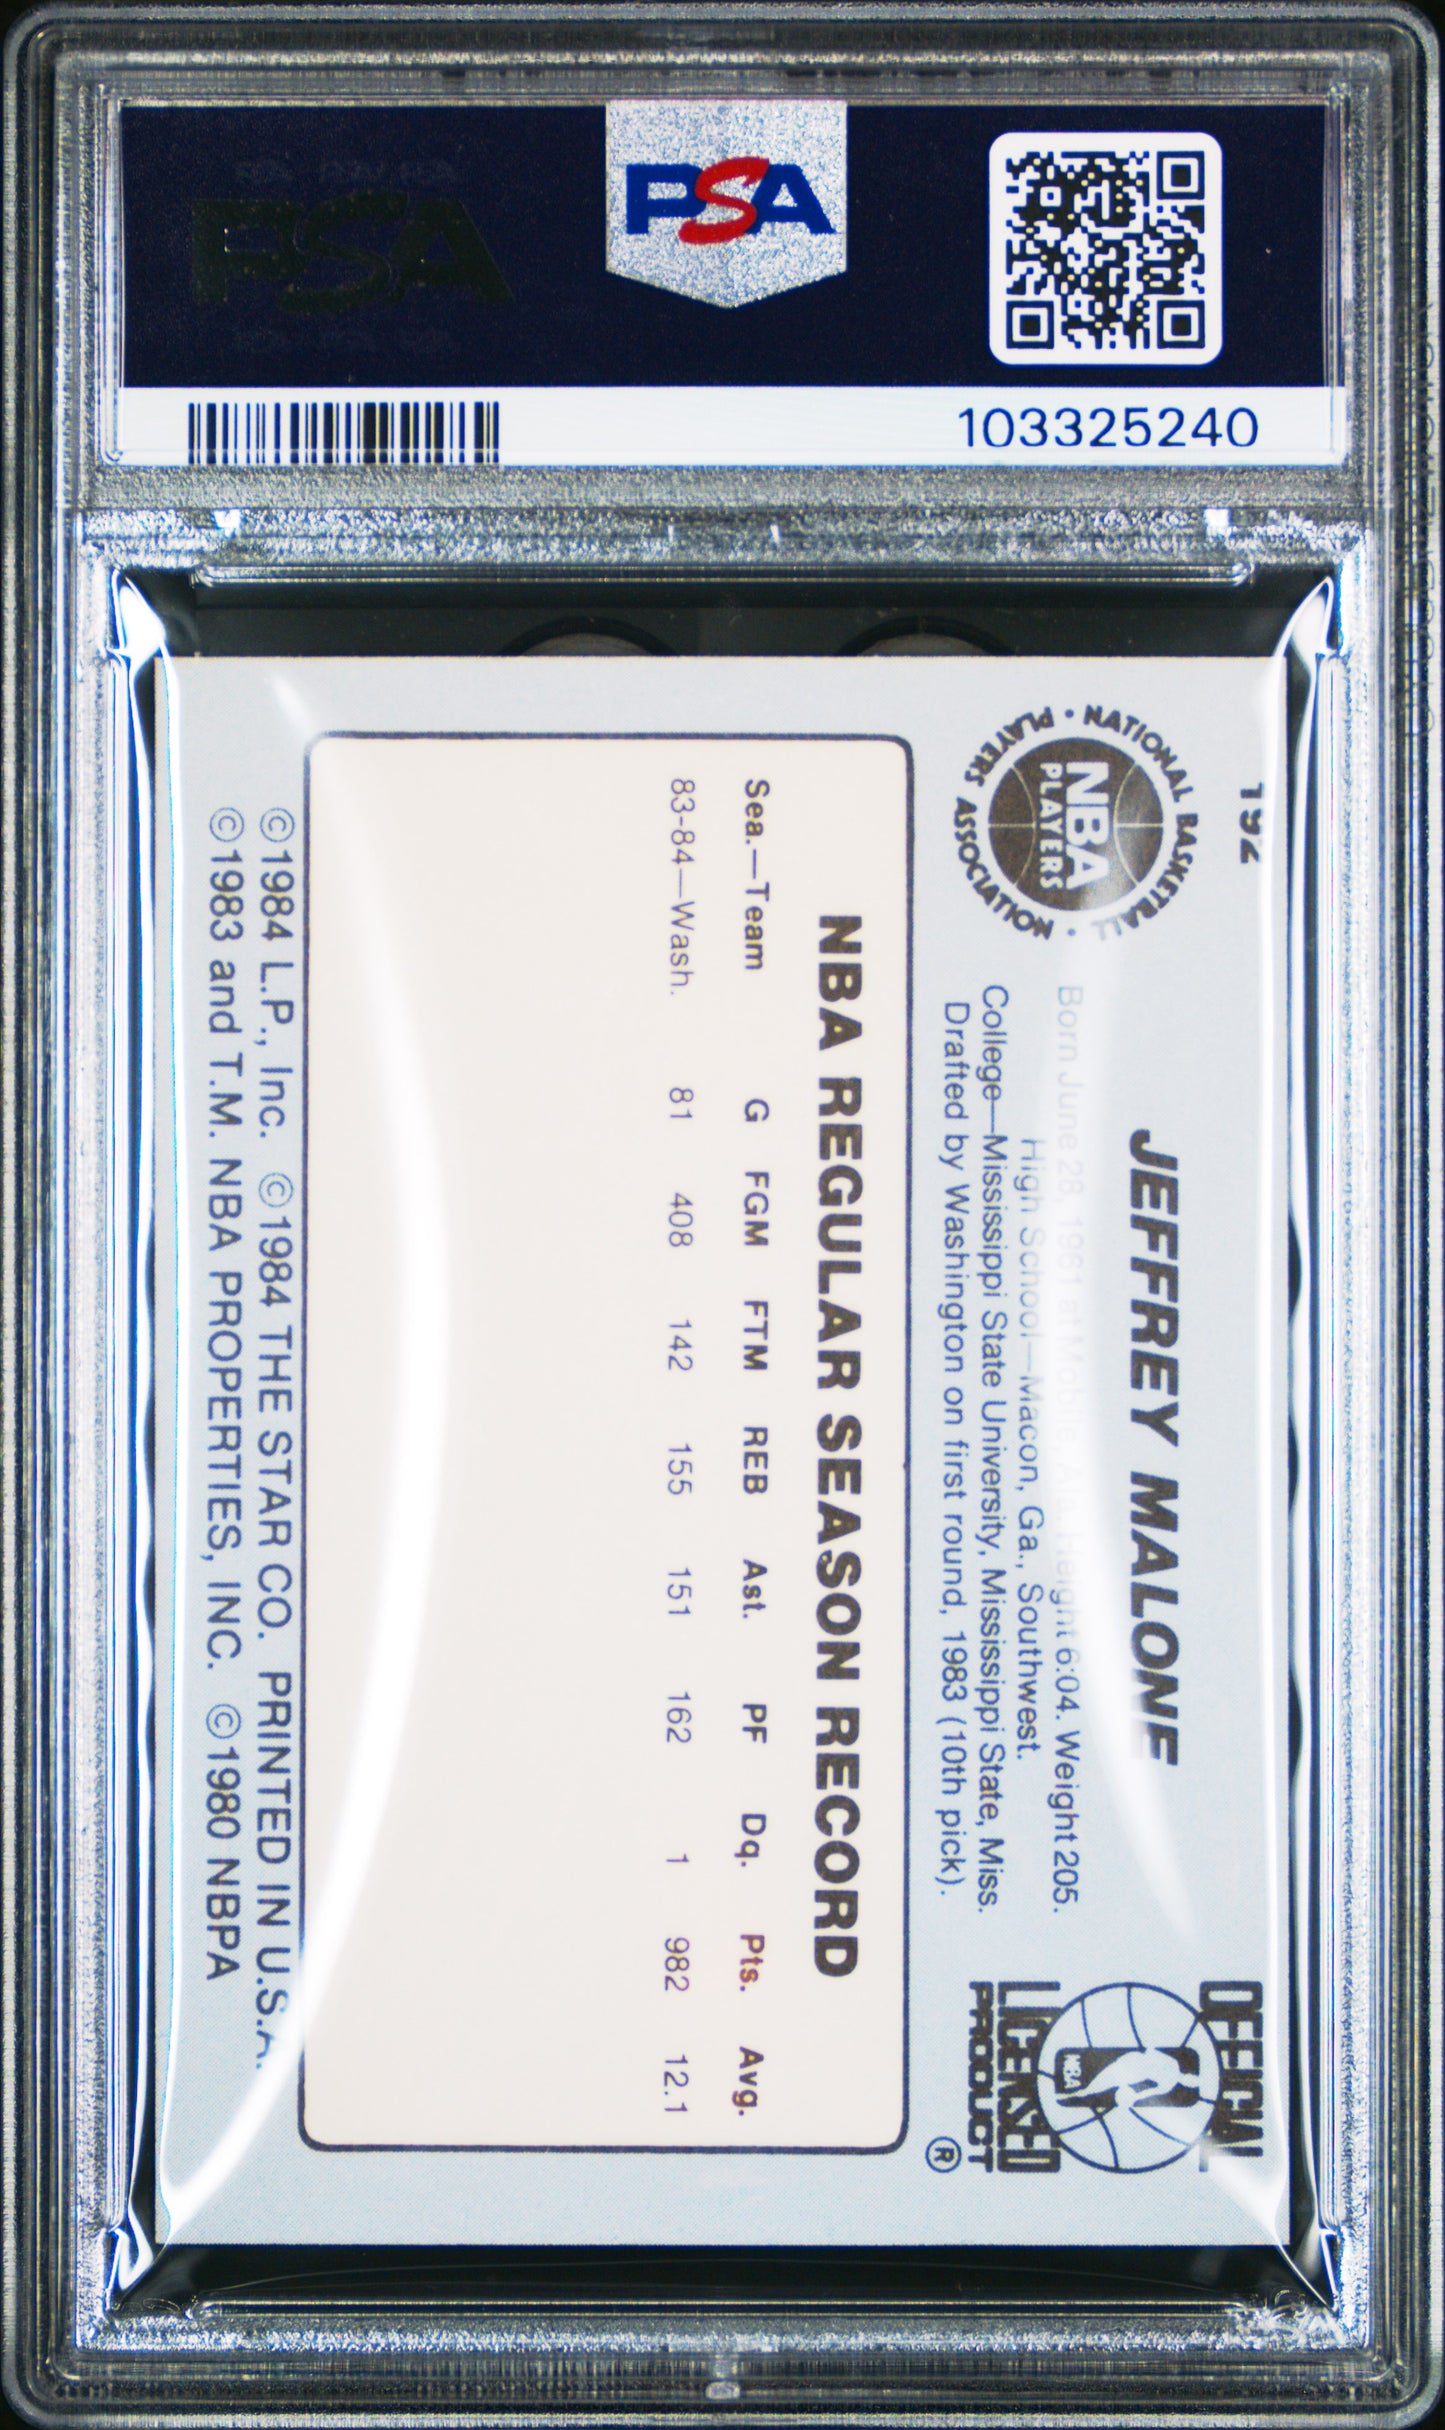 PSA
PSA
103325240
192
NATIONAL BASKETBALL PLAYERS ASSOCIATION
NBA
PLAYERS
JEFFREY MALONE
Born June 28, 1961 at Mobile, Ala. Height 6:04. Weight 205.
High School—Macon, Ga., Southwest.
College—Mississippi State University, Mississippi State, Miss.
Drafted by Washington on first round, 1983 (10th pick).
OFFICIAL
NBA
LICENSED
PRODUCT
®
NBA REGULAR SEASON RECORD
Sea.—Team G FGM FTM REB Ast. PF Dq. Pts. Avg.
83-84—Wash. 81 408 142 155 151 162 1 982 12.1
©1984 L.P., Inc. ©1984 THE STAR CO. PRINTED IN U.S.A.
©1983 and T.M. NBA PROPERTIES, INC. ©1980 NBPA